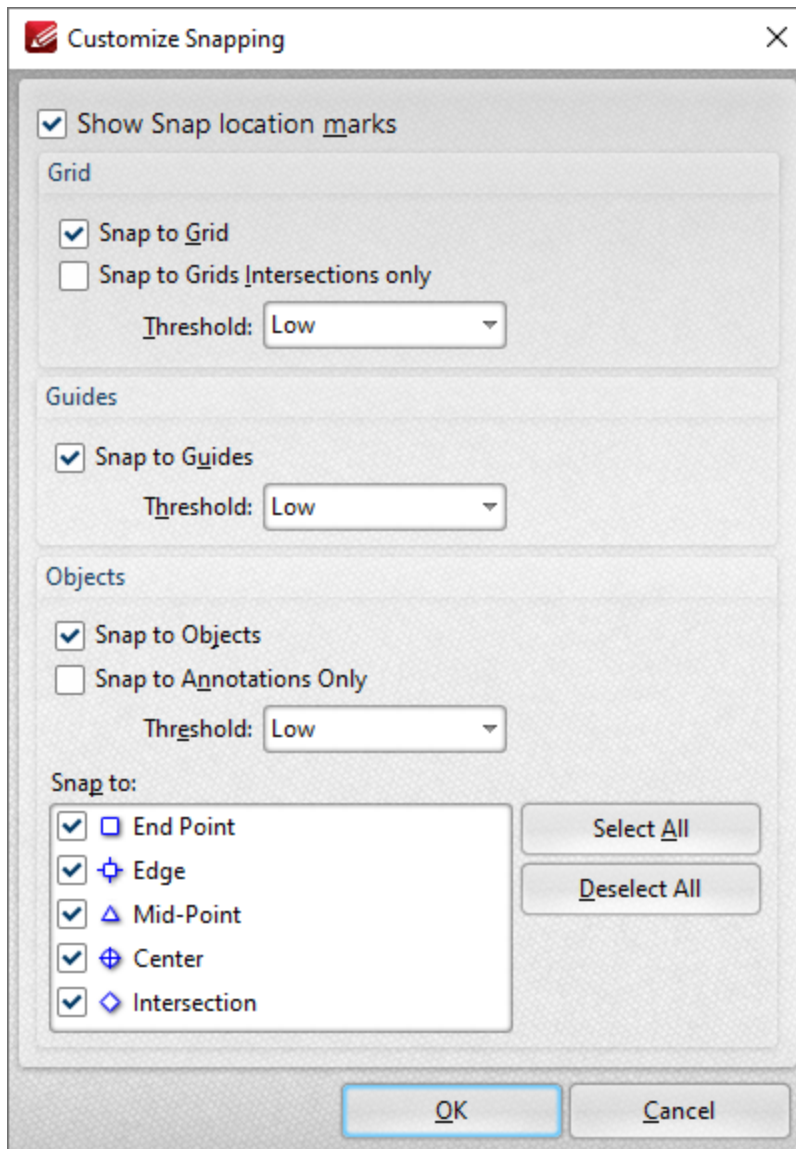 Customize Snapping
Show Snap location marks
Grid
Snap to Grid
Snap to Grids Intersections only
Threshold: Low
Guides
Snap to Guides
Threshold: Low
Objects
Snap to Objects
Snap to Annotations Only
Threshold: Low
Snap to:
End Point
Select All
Edge
Deselect All
Mid-Point
Center
Intersection
OK Cancel